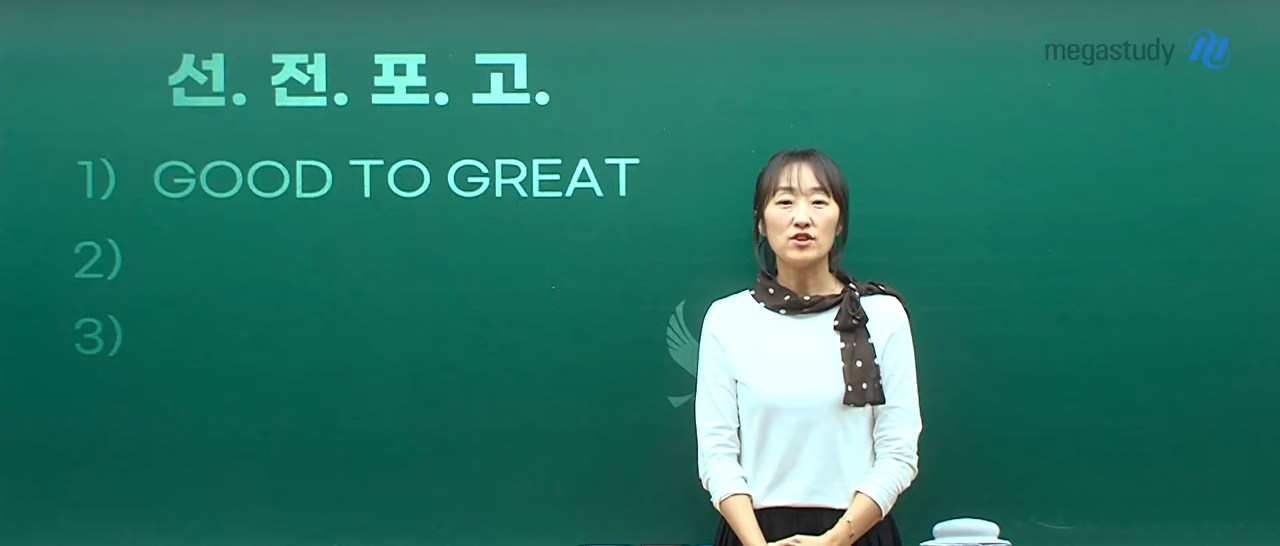 megastudy
선. 전. 포. 고.
1) GOOD TO GREAT
2)
3)